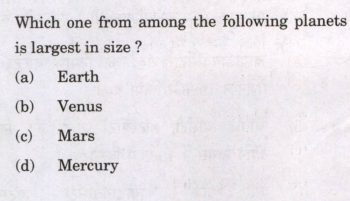 Which one from among the following planets
is largest in size ?
(a) Earth
(b) Venus
(c) Mars
(d) Mercury